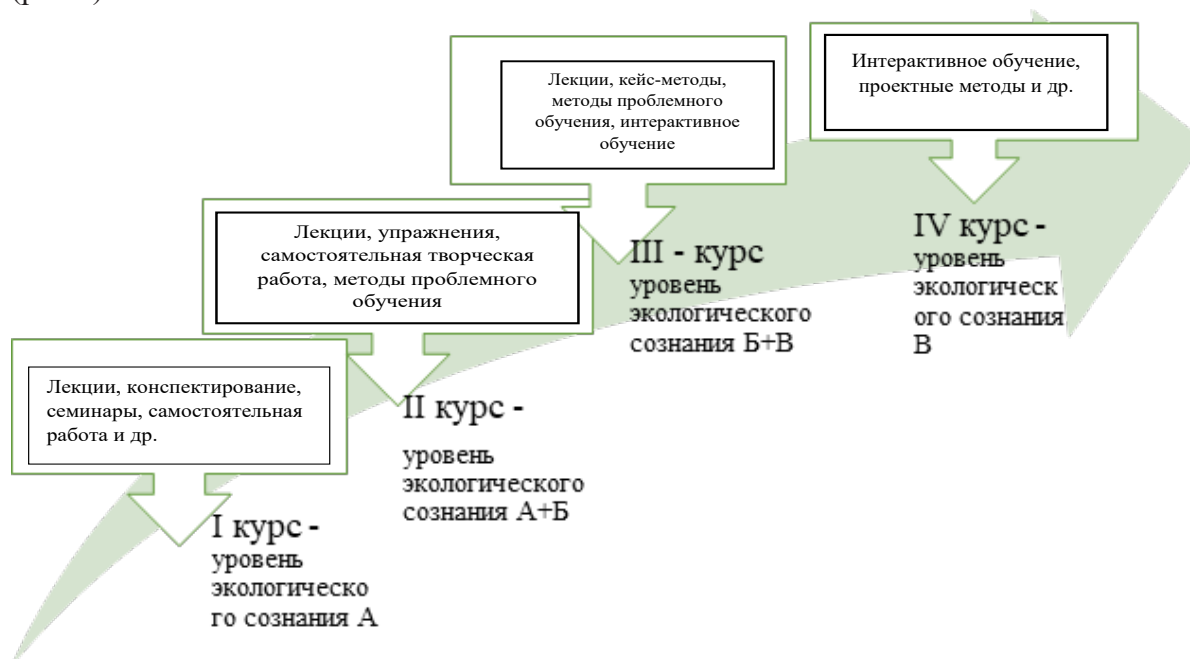 Лекции, конспектирование,
семинары, самостоятельная
работа и др.
I курс -
уровень
экологическо
го сознания А
Лекции, упражнения,
самостоятельная творческая
работа, методы проблемного
обучения
II курс -
уровень
экологического
сознания А+Б
Лекции, кейс-методы,
методы проблемного
обучения, интерактивное
обучение
III - курс
уровень
экологического
сознания Б+В
Интерактивное обучение,
проектные методы и др.
IV курс -
уровень
экологическ
ого сознания
В